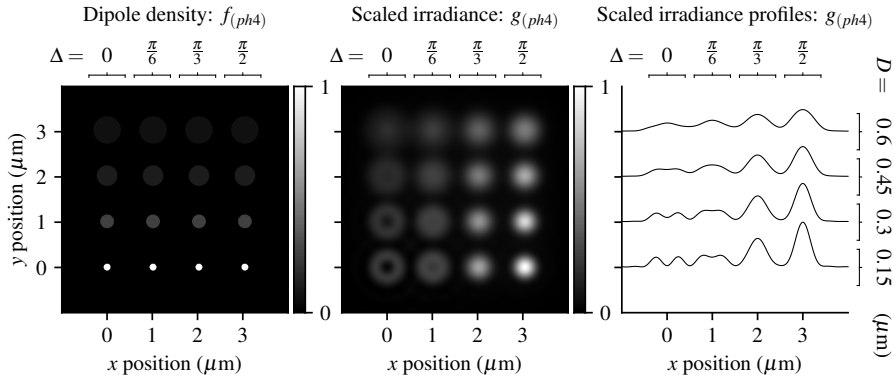 Dipole density: f(ph4)
Δ = 0 π/6 π/3 π/2
3
2
1
0
y position (μm)
0 1 2 3
x position (μm)
1
0
Scaled irradiance: g(ph4)
Δ = 0 π/6 π/3 π/2
0 1 2 3
x position (μm)
1
0
Scaled irradiance profiles: g(ph4)
Δ = 0 π/6 π/3 π/2
0 1 2 3
x position (μm)
D = 0.6 0.45 0.3 0.15 (μm)